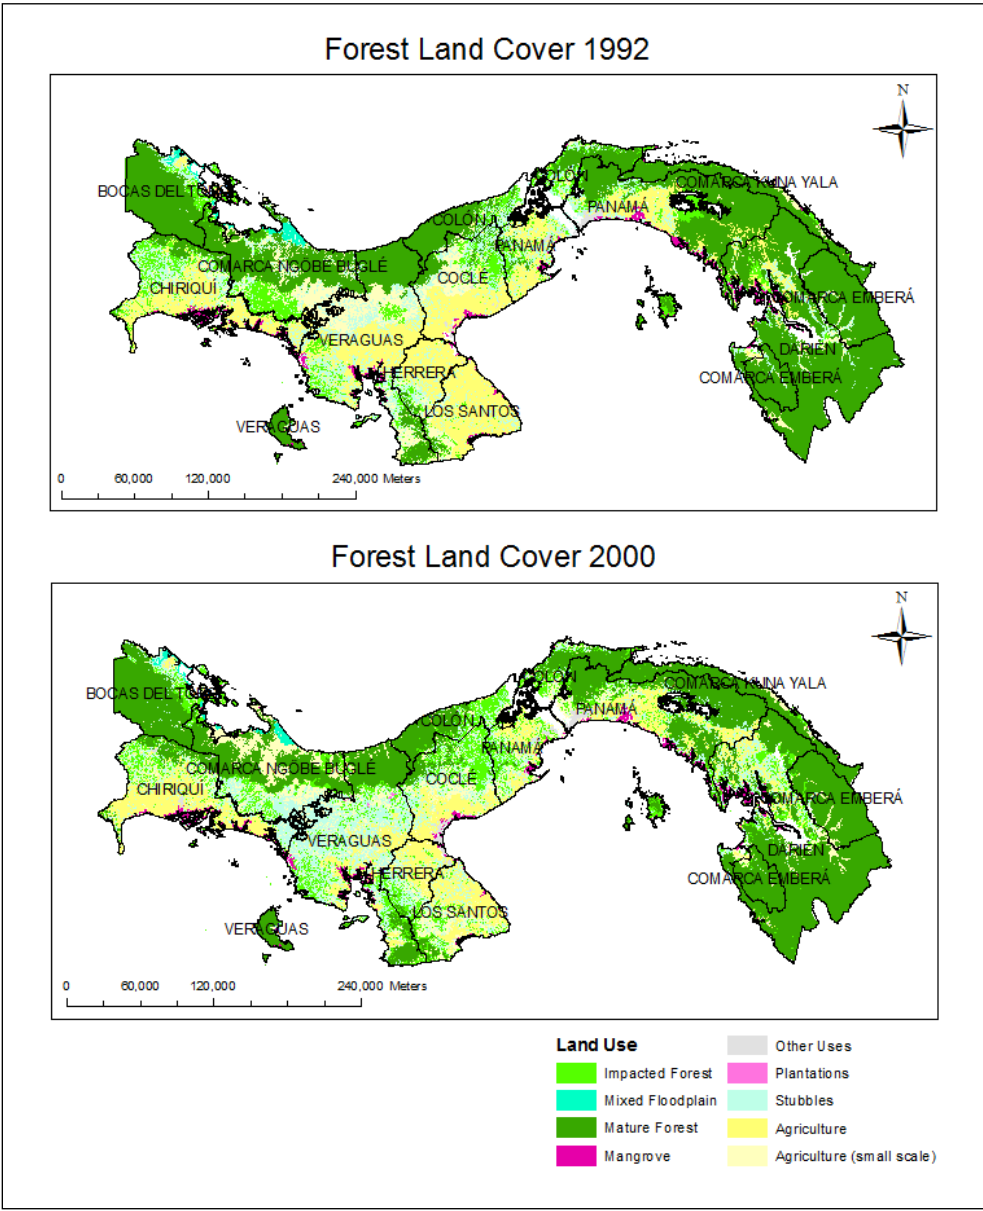 Forest Land Cover 1992
N
BOCAS DEL TORO
COLÓN
COMARCA KUNA YALA
PANAMÁ
COLÓN
PANAMÁ
COMARCA NGÖBE BUGLÉ
COCLÉ
CHIRIQUÍ
COMARCA EMBERÁ
VERAGUAS
DARIÉN
HERRERA
COMARCA EMBERÁ
LOS SANTOS
VERAGUAS
0 60,000 120,000 240,000 Meters
Forest Land Cover 2000
N
BOCAS DEL TORO
COLÓN
COMARCA KUNA YALA
PANAMÁ
COLÓN
PANAMÁ
COMARCA NGÖBE BUGLÉ
COCLÉ
CHIRIQUÍ
COMARCA EMBERÁ
VERAGUAS
DARIÉN
HERRERA
COMARCA EMBERÁ
LOS SANTOS
VERAGUAS
0 60,000 120,000 240,000 Meters
Land Use
Impacted Forest
Mixed Floodplain
Mature Forest
Mangrove
Other Uses
Plantations
Stubbles
Agriculture
Agriculture (small scale)